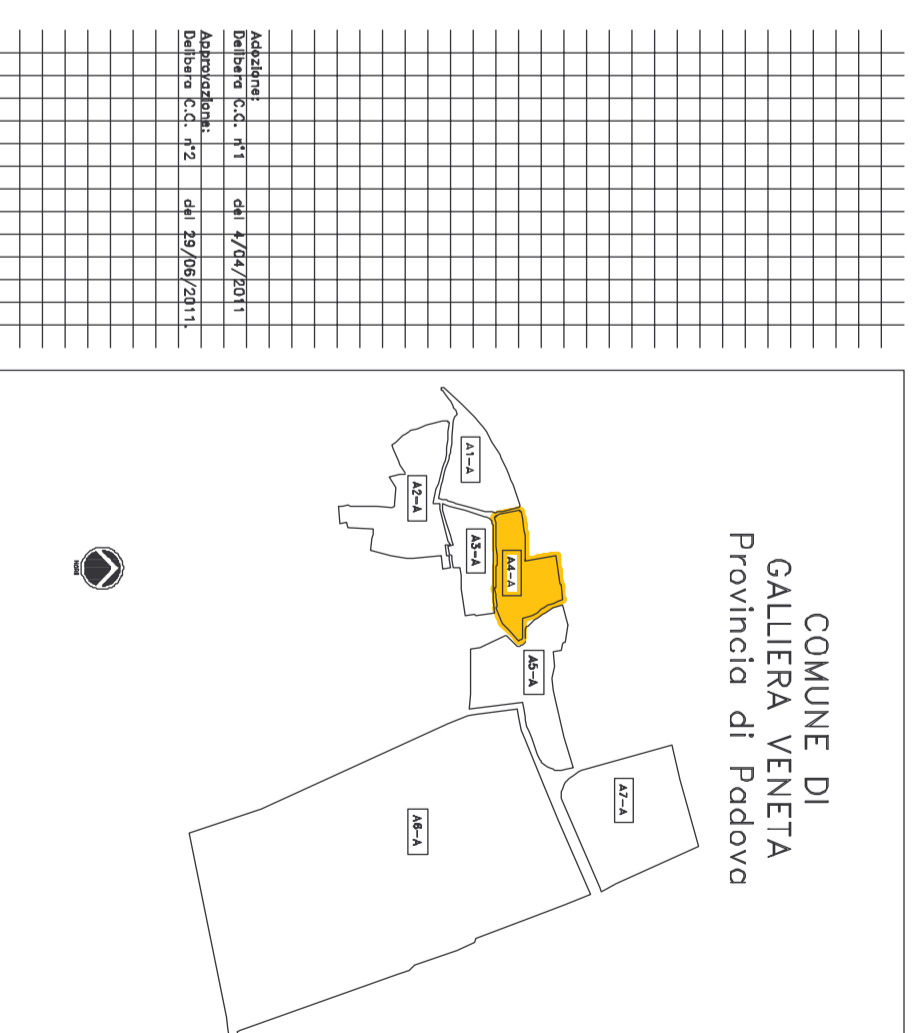 COMUNE DI
GALLIERA VENETA
Provincia di Padova
A1-A
A2-A
A3-A
A4-A
A5-A
A6-A
A7-A
NORD
Adozione:
Delibera C.C. n°1 del 4/04/2011
Approvazione:
Delibera C.C. n°2 del 29/06/2011.